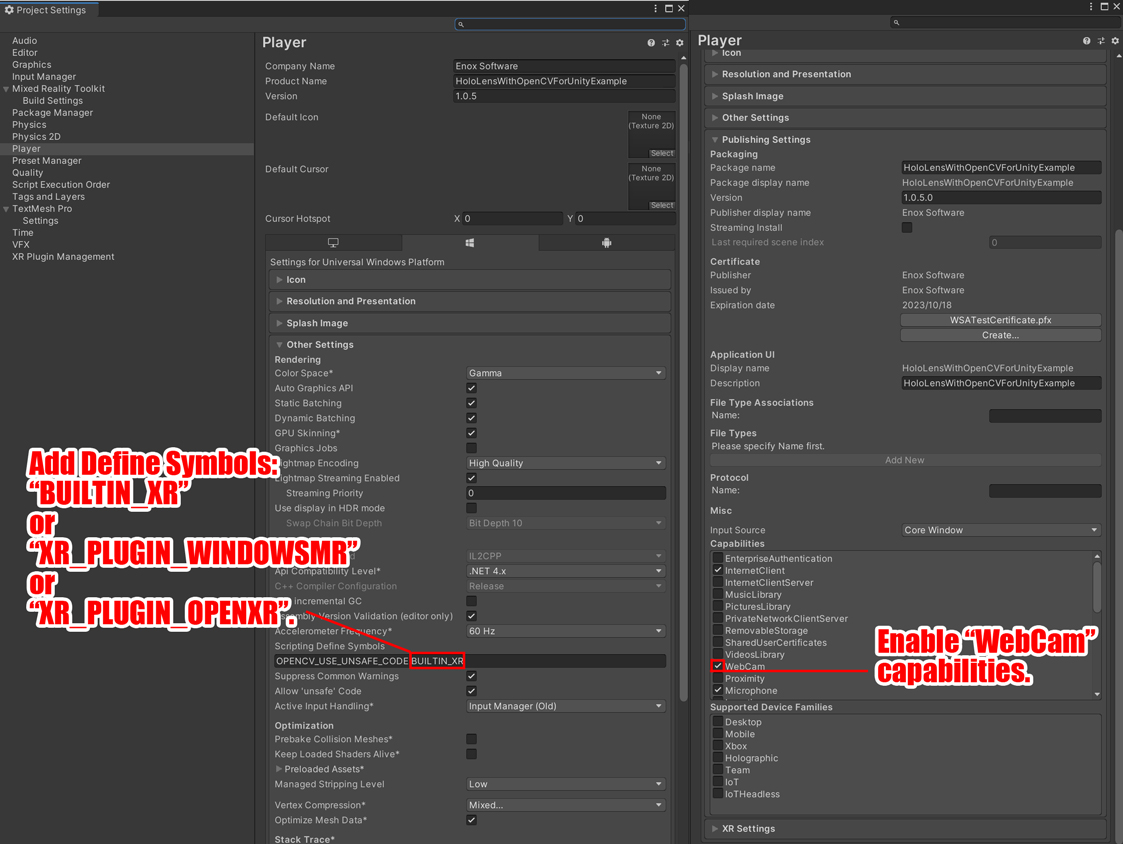 Project Settings
Audio
Editor
Graphics
Input Manager
Mixed Reality Toolkit
Build Settings
Package Manager
Physics
Physics 2D
Player
Preset Manager
Quality
Script Execution Order
Tags and Layers
TextMesh Pro
Settings
Time
VFX
XR Plugin Management
Add Define Symbols:
“BUILTIN_XR”
or
“XR_PLUGIN_WINDOWSMR”
or
“XR_PLUGIN_OPENXR”.
Player
Company Name Enox Software
Product Name HoloLensWithOpenCVForUnityExample
Version 1.0.5
Default Icon None
(Texture 2D)
Select
Default Cursor None
(Texture 2D)
Select
Cursor Hotspot X 0 Y 0
Settings for Universal Windows Platform
Icon
Resolution and Presentation
Splash Image
Other Settings
Rendering
Color Space* Gamma
Auto Graphics API
Static Batching
Dynamic Batching
GPU Skinning*
Graphics Jobs
Lightmap Encoding High Quality
Lightmap Streaming Enabled
Streaming Priority 0
Use display in HDR mode
Swap Chain Bit Depth Bit Depth 10
IL2CPP
Api Compatibility Level* .NET 4.x
C++ Compiler Configuration Release
incremental GC
Assembly Version Validation (editor only)
Accelerometer Frequency* 60 Hz
Scripting Define Symbols
OPENCV_USE_UNSAFE_CODE BUILTIN_XR
Suppress Common Warnings
Allow 'unsafe' Code
Active Input Handling* Input Manager (Old)
Optimization
Prebake Collision Meshes*
Keep Loaded Shaders Alive*
Preloaded Assets*
Managed Stripping Level Low
Vertex Compression* Mixed...
Optimize Mesh Data*
Stack Trace*
Player
Icon
Resolution and Presentation
Splash Image
Other Settings
Publishing Settings
Packaging
Package name HoloLensWithOpenCVForUnityExample
Package display name HoloLensWithOpenCVForUnityExample
Version 1.0.5.0
Publisher display name Enox Software
Streaming Install
Last required scene index 0
Certificate
Publisher Enox Software
Issued by Enox Software
Expiration date 2023/10/18
WSATestCertificate.pfx
Create...
Application UI
Display name HoloLensWithOpenCVForUnityExample
Description HoloLensWithOpenCVForUnityExample
File Type Associations
Name:
File Types
Please specify Name first.
Add New
Protocol
Name:
Misc
Input Source Core Window
Capabilities
EnterpriseAuthentication
InternetClient
InternetClientServer
MusicLibrary
PicturesLibrary
PrivateNetworkClientServer
RemovableStorage
SharedUserCertificates
VideosLibrary
WebCam
Proximity
Microphone
Enable “WebCam”
capabilities.
Supported Device Families
Desktop
Mobile
Xbox
Holographic
Team
IoT
IoTHeadless
XR Settings